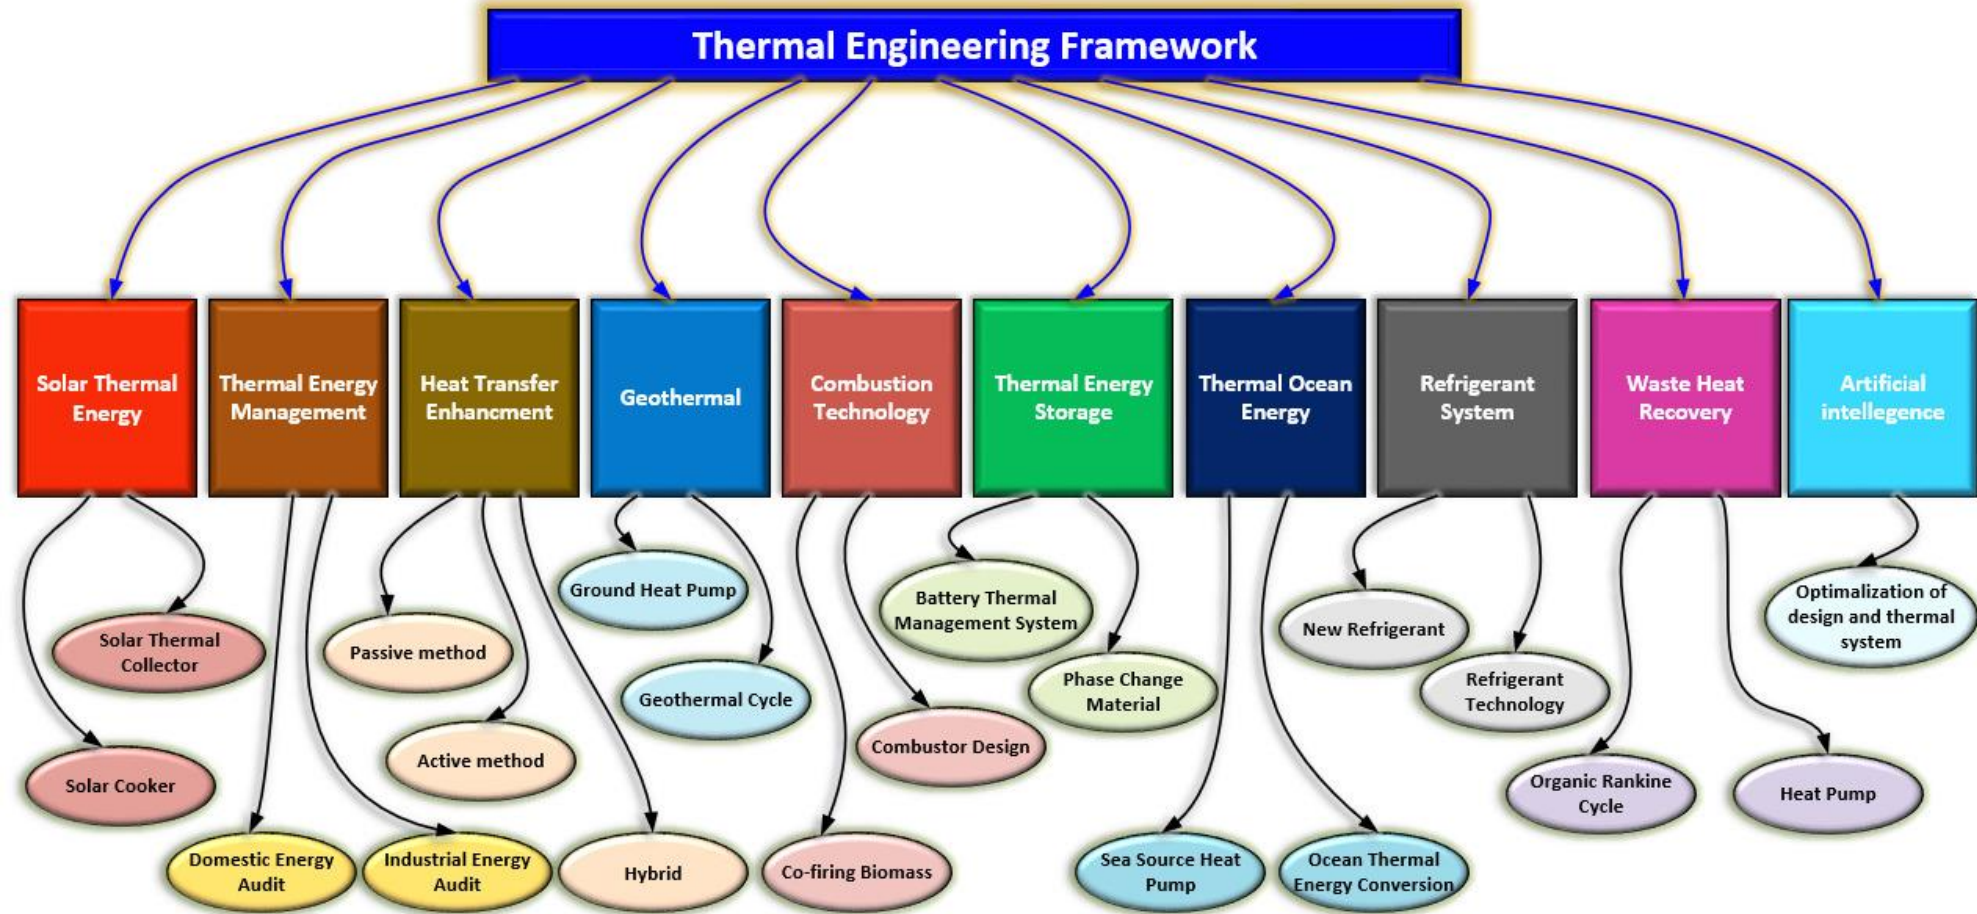 Thermal Engineering Framework
Solar Thermal
Energy
Thermal Energy
Management
Heat Transfer
Enhancment
Geothermal
Combustion
Technology
Thermal Energy
Storage
Thermal Ocean
Energy
Refrigerant
System
Waste Heat
Recovery
Artificial
intellegence
Solar Thermal
Collector
Solar Cooker
Domestic Energy
Audit
Industrial Energy
Audit
Passive method
Active method
Hybrid
Ground Heat Pump
Geothermal Cycle
Combustor Design
Co-firing Biomass
Battery Thermal
Management System
Phase Change
Material
Sea Source Heat
Pump
Ocean Thermal
Energy Conversion
New Refrigerant
Refrigerant
Technology
Organic Rankine
Cycle
Heat Pump
Optimalization of
design and thermal
system